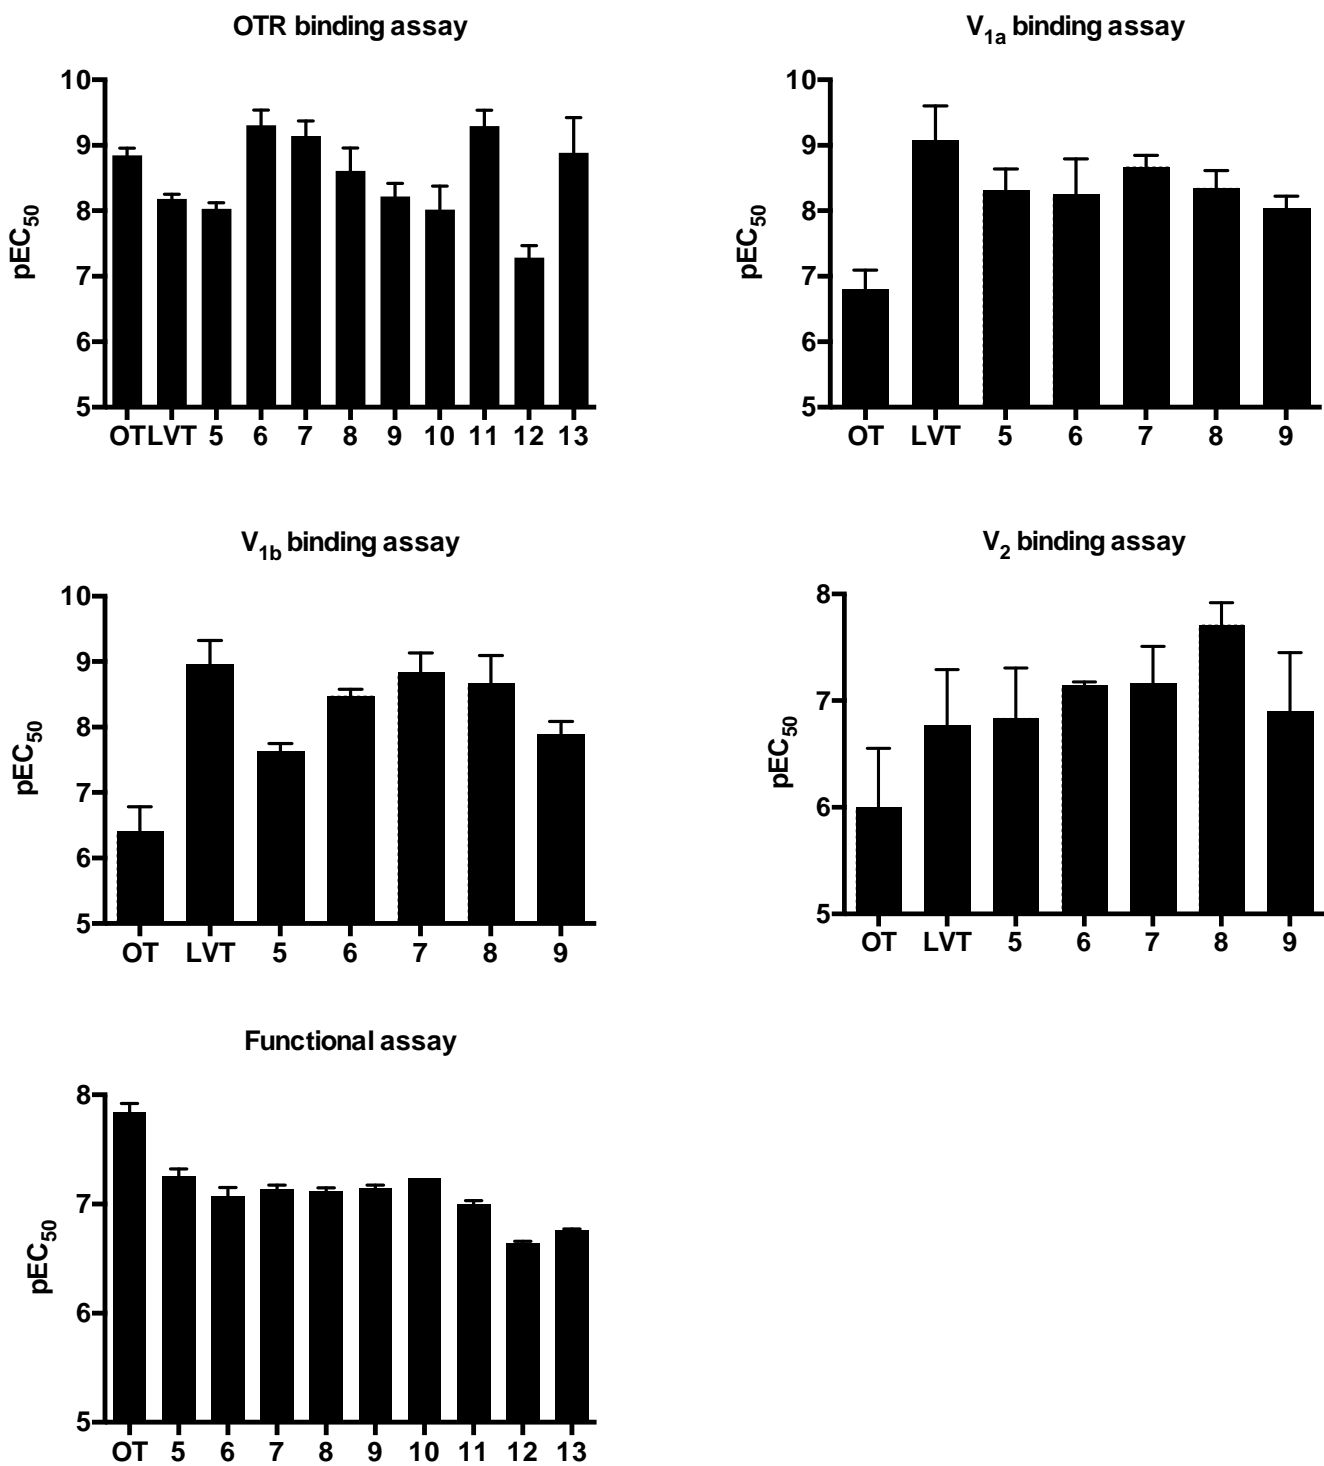 OTR binding assay
pEC50
10
9
8
7
6
5
OT LVT 5 6 7 8 9 10 11 12 13
V1a binding assay
pEC50
10
9
8
7
6
5
OT LVT 5 6 7 8 9
V1b binding assay
pEC50
10
9
8
7
6
5
OT LVT 5 6 7 8 9
V2 binding assay
pEC50
8
7
6
5
OT LVT 5 6 7 8 9
Functional assay
pEC50
8
7
6
5
OT 5 6 7 8 9 10 11 12 13